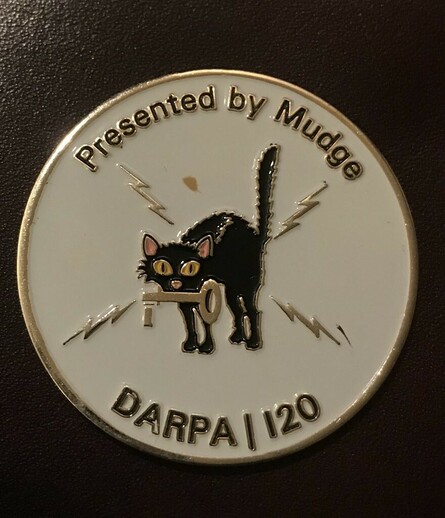 Presented by Mudge
DARPA | I2O